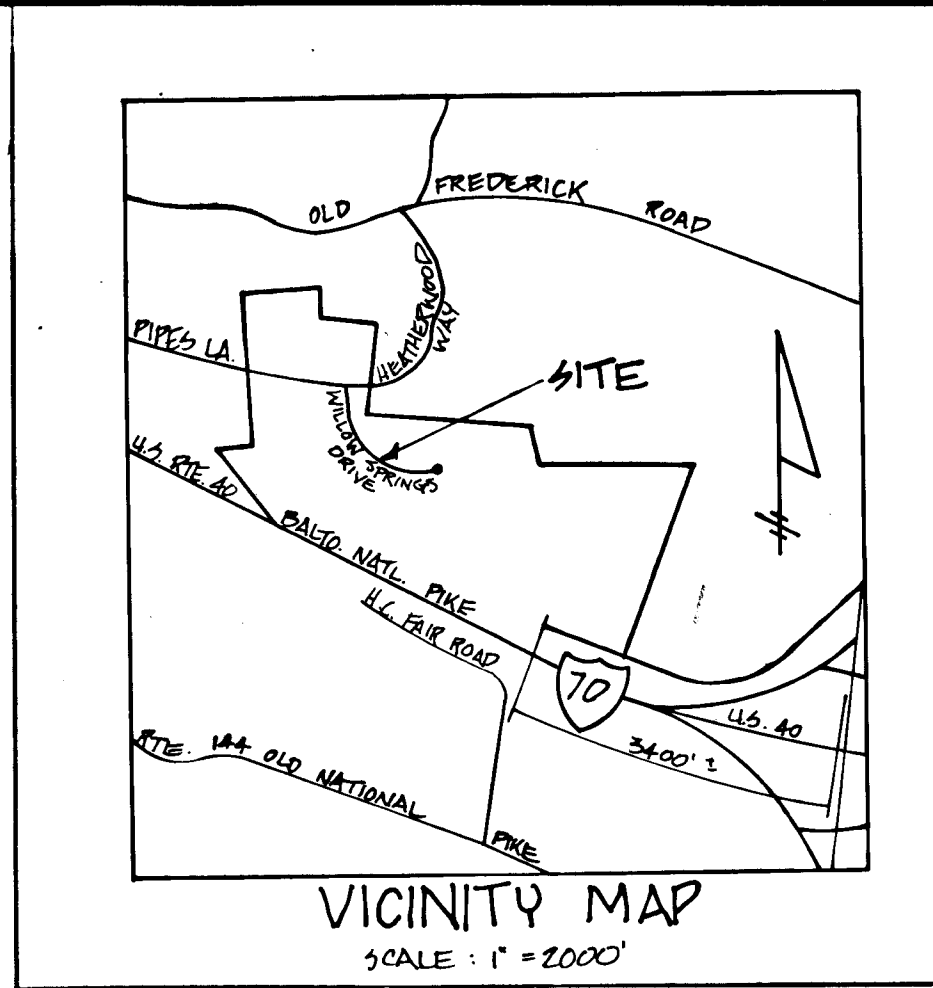 OLD FREDERICK ROAD
HEATHERWOOD
WAY
PIPES LA.
SITE
WILLOW SPRINGS
DRIVE
U.S. RTE. 40
BALTO. NATL. PIKE
H.C. FAIR ROAD
70
U.S. 40
3400' ±
RTE. 144 OLD NATIONAL PIKE
VICINITY MAP
SCALE : 1" = 2000'